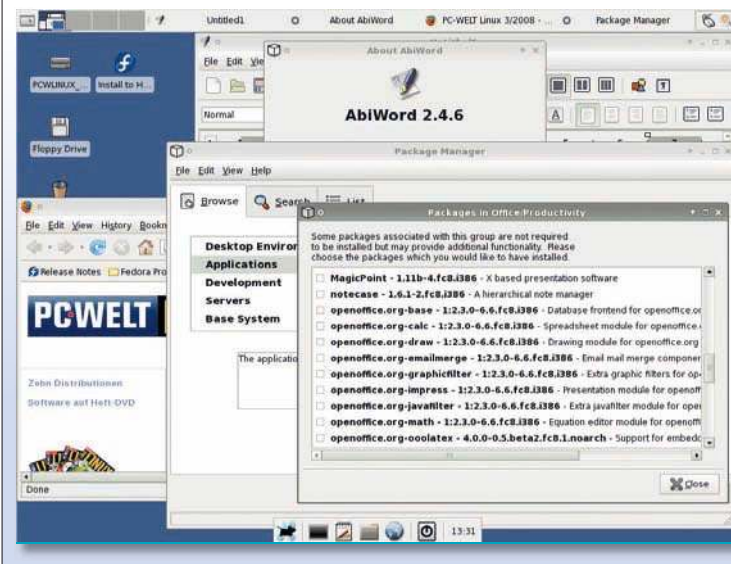 Untitled1
About AbiWord
PC-WELT Linux 3/2008 - ...
Package Manager
PCWLINUX_...
Install to H...
Floppy Drive
File Edit Vie
Normal
About AbiWord
AbiWord 2.4.6
Package Manager
File Edit View Help
Browse
Search
List
Desktop Enviror
Applications
Development
Servers
Base System
The applicatio
File Edit View History Bookn
Release Notes
Fedora Pro
PCWELT
Zehn Distributionen
Software auf Heft-DVD
Done
Packages in Office/Productivity
Some packages associated with this group are not required
to be installed but may provide additional functionality. Please
choose the packages which you would like to have installed.
MagicPoint - 1.11b-4.fc8.i386 - X based presentation software
notecase - 1.6.1-2.fc8.i386 - A hierarchical note manager
openoffice.org-base - 1:2.3.0-6.6.fc8.i386 - Database frontend for openoffice.or
openoffice.org-calc - 1:2.3.0-6.6.fc8.i386 - Spreadsheet module for openoffice.
openoffice.org-draw - 1:2.3.0-6.6.fc8.i386 - Drawing module for openoffice.org
openoffice.org-emailmerge - 1:2.3.0-6.6.fc8.i386 - Email mail merge componer
openoffice.org-graphicfilter - 1:2.3.0-6.6.fc8.i386 - Extra graphic filters for op
openoffice.org-impress - 1:2.3.0-6.6.fc8.i386 - Presentation module for openoff
openoffice.org-javafilter - 1:2.3.0-6.6.fc8.i386 - Extra javafilter module for oper
openoffice.org-math - 1:2.3.0-6.6.fc8.i386 - Equation editor module for openoffi
openoffice.org-ooolatex - 4.0.0-0.5.beta2.fc8.1.noarch - Support for embedd
Close
13:31